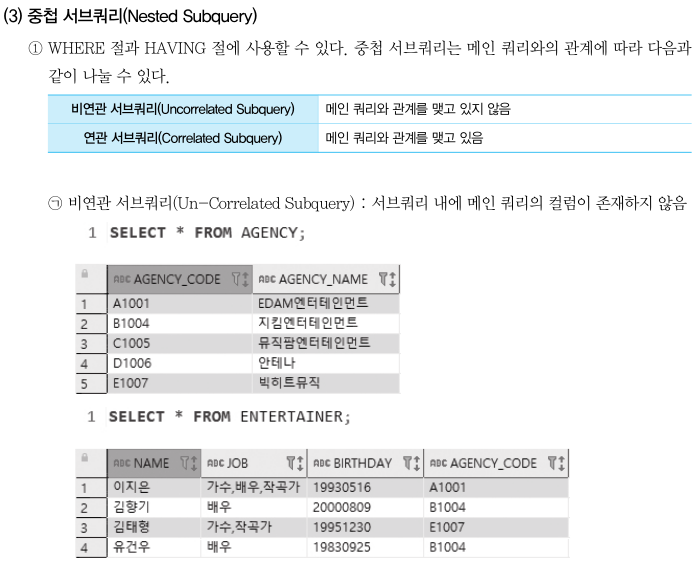 (3) 중첩 서브쿼리(Nested Subquery)
① WHERE 절과 HAVING 절에 사용할 수 있다. 중첩 서브쿼리는 메인 쿼리와의 관계에 따라 다음과
같이 나눌 수 있다.
비연관 서브쿼리(Uncorrelated Subquery) 메인 쿼리와 관계를 맺고 있지 않음
연관 서브쿼리(Correlated Subquery) 메인 쿼리와 관계를 맺고 있음
㉠ 비연관 서브쿼리(Un-Correlated Subquery) : 서브쿼리 내에 메인 쿼리의 컬럼이 존재하지 않음
1 SELECT * FROM AGENCY;
ABC AGENCY_CODE ABC AGENCY_NAME
1 A1001 EDAM엔터테인먼트
2 B1004 지킴엔터테인먼트
3 C1005 뮤직팜엔터테인먼트
4 D1006 안테나
5 E1007 빅히트뮤직
1 SELECT * FROM ENTERTAINER;
ABC NAME ABC JOB ABC BIRTHDAY ABC AGENCY_CODE
1 이지은 가수,배우,작곡가 19930516 A1001
2 김향기 배우 20000809 B1004
3 김태형 가수,작곡가 19951230 E1007
4 유건우 배우 19830925 B1004